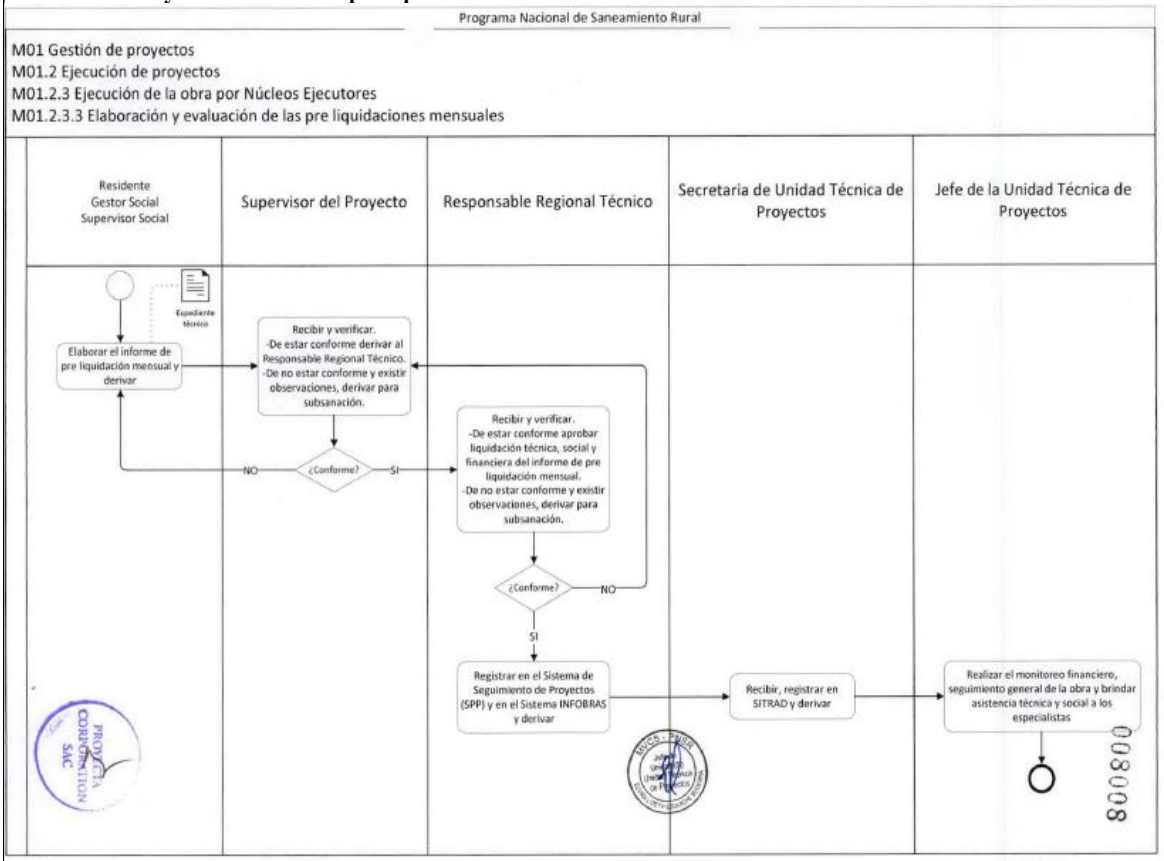 Programa Nacional de Saneamiento Rural
M01 Gestión de proyectos
M01.2 Ejecución de proyectos
M01.2.3 Ejecución de la obra por Núcleos Ejecutores
M01.2.3.3 Elaboración y evaluación de las pre liquidaciones mensuales
Residente
Gestor Social
Supervisor Social
Supervisor del Proyecto
Responsable Regional Técnico
Secretaria de Unidad Técnica de
Proyectos
Jefe de la Unidad Técnica de
Proyectos
Expediente
técnico
Elaborar el informe de
pre liquidación mensual y
derivar
Recibir y verificar.
-De estar conforme derivar al
Responsable Regional Técnico.
-De no estar conforme y existir
observaciones, derivar para
subsanación.
NO
¿Conforme?
SI
Recibir y verificar.
-De estar conforme aprobar
liquidación técnica, social y
financiera del informe de pre
liquidación mensual.
-De no estar conforme y existir
observaciones, derivar para
subsanación.
¿Conforme?
NO
SI
Registrar en el Sistema de
Seguimiento de Proyectos
(SPP) y en el Sistema INFOBRAS
y derivar
Recibir, registrar en
SITRAD y derivar
Realizar el monitoreo financiero,
seguimiento general de la obra y brindar
asistencia técnica y social a los
especialistas
PROYECTA
CORPORATION
SAC
MVCS - PNSR
de Proyectos
008008